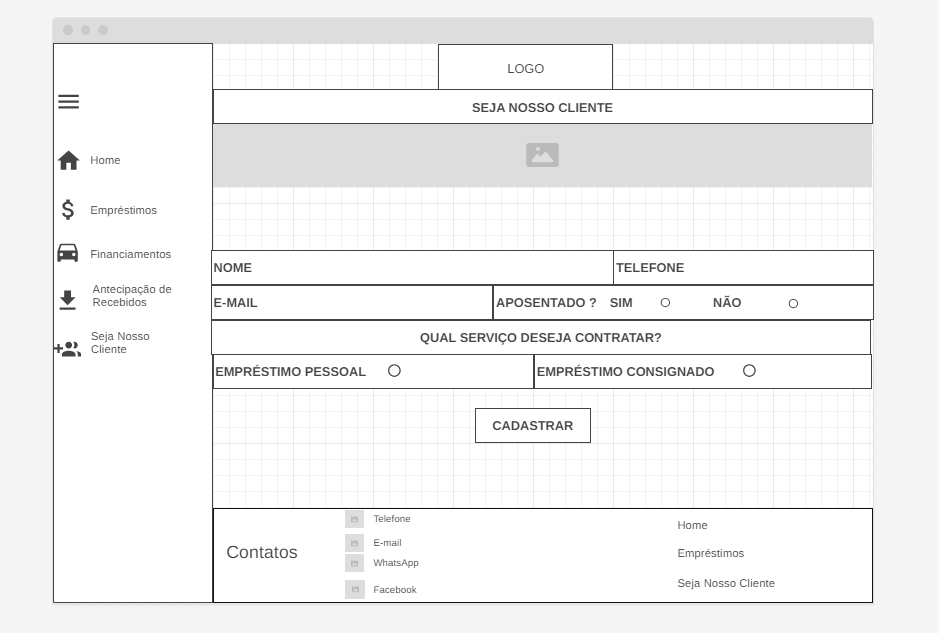 LOGO
SEJA NOSSO CLIENTE
Home
Empréstimos
Financiamentos
Antecipação de
Recebidos
Seja Nosso
Cliente
NOME
TELEFONE
E-MAIL
APOSENTADO ? SIM NÃO
QUAL SERVIÇO DESEJA CONTRATAR?
EMPRÉSTIMO PESSOAL
EMPRÉSTIMO CONSIGNADO
CADASTRAR
Contatos
Telefone
E-mail
WhatsApp
Facebook
Home
Empréstimos
Seja Nosso Cliente